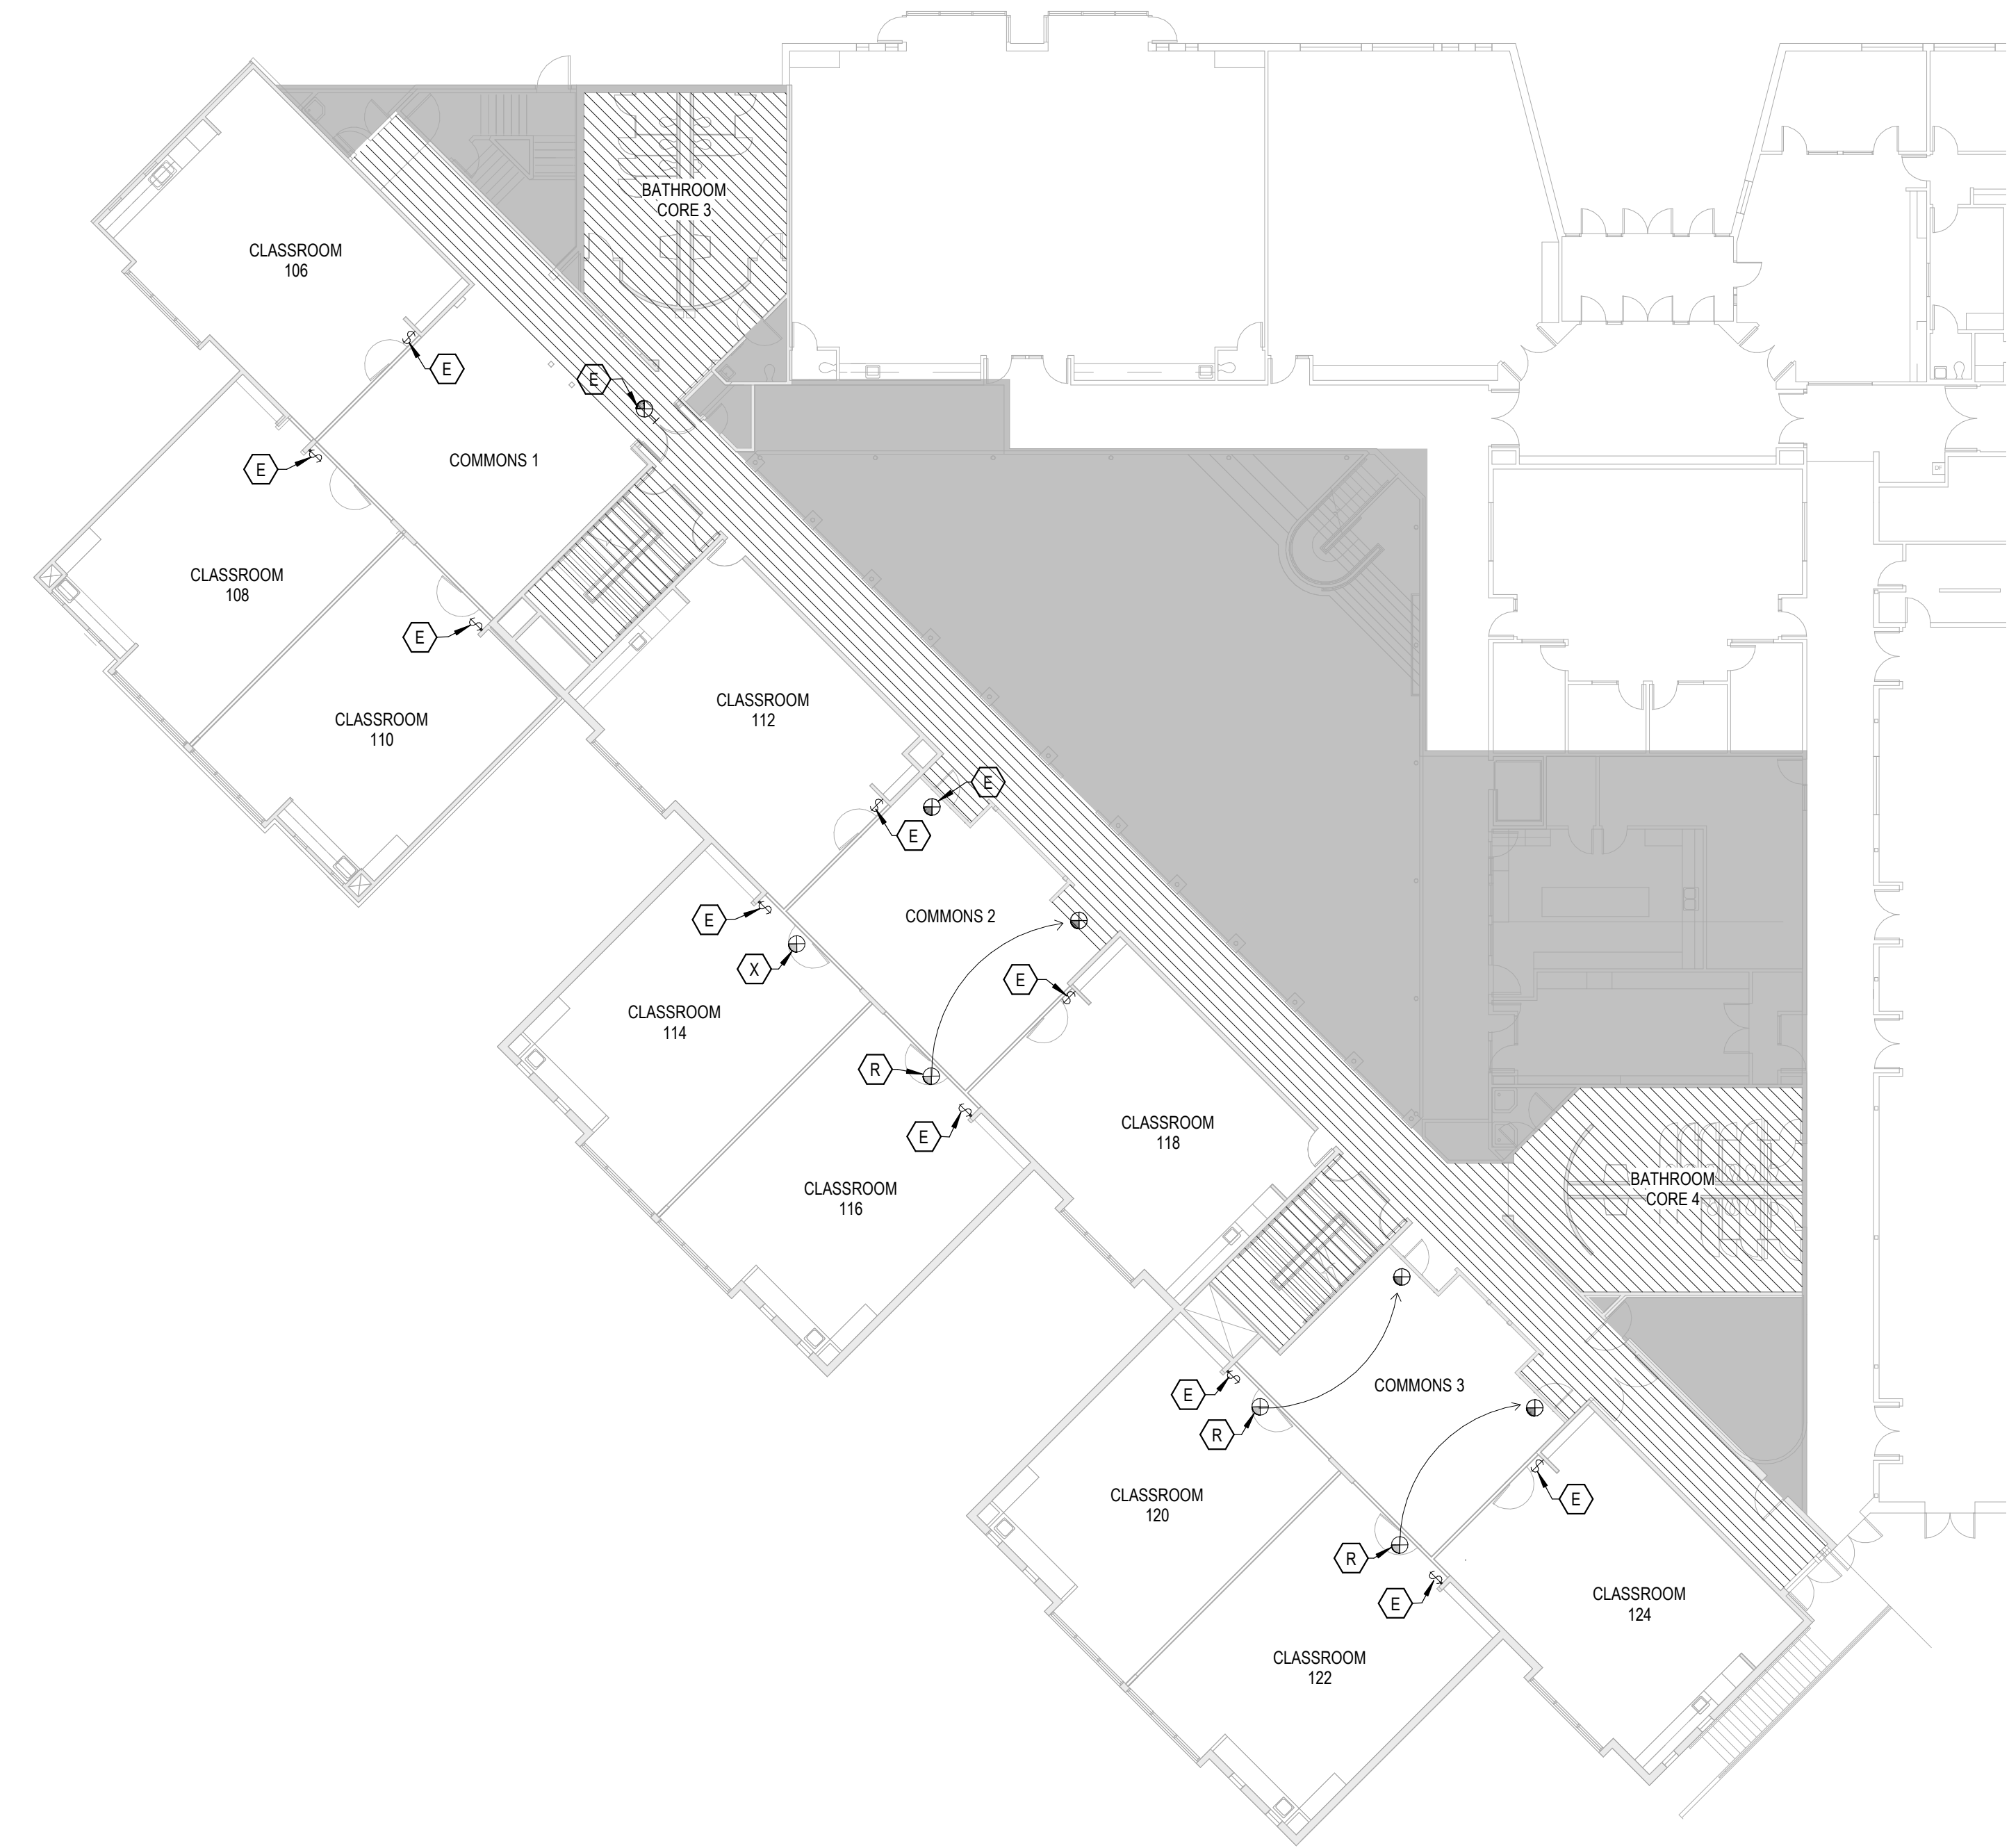 BATHROOM
CORE 3
CLASSROOM
106
E
E
COMMONS 1
E
CLASSROOM
108
E
CLASSROOM
110
CLASSROOM
112
E
E
E
COMMONS 2
X
E
CLASSROOM
114
R
E
CLASSROOM
118
CLASSROOM
116
BATHROOM
CORE 4
E
COMMONS 3
R
CLASSROOM
120
E
R
E
CLASSROOM
124
CLASSROOM
122